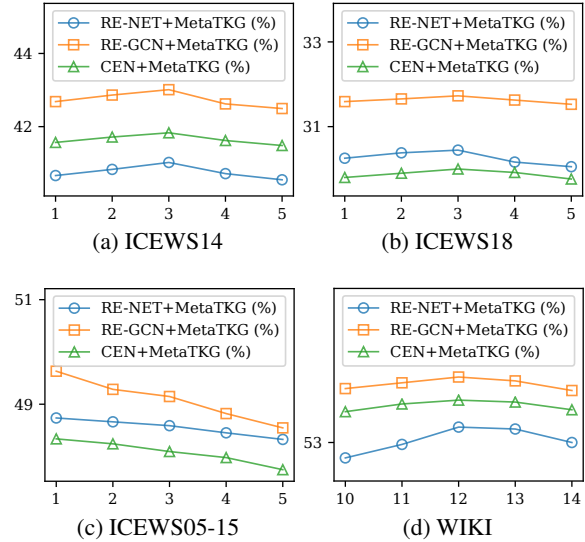 RE-NET+MetaTKG (%)
RE-GCN+MetaTKG (%)
CEN+MetaTKG (%)
44
42
1 2 3 4 5
(a) ICEWS14
RE-NET+MetaTKG (%)
RE-GCN+MetaTKG (%)
CEN+MetaTKG (%)
33
31
1 2 3 4 5
(b) ICEWS18
RE-NET+MetaTKG (%)
RE-GCN+MetaTKG (%)
CEN+MetaTKG (%)
51
49
1 2 3 4 5
(c) ICEWS05-15
RE-NET+MetaTKG (%)
RE-GCN+MetaTKG (%)
CEN+MetaTKG (%)
53
10 11 12 13 14
(d) WIKI